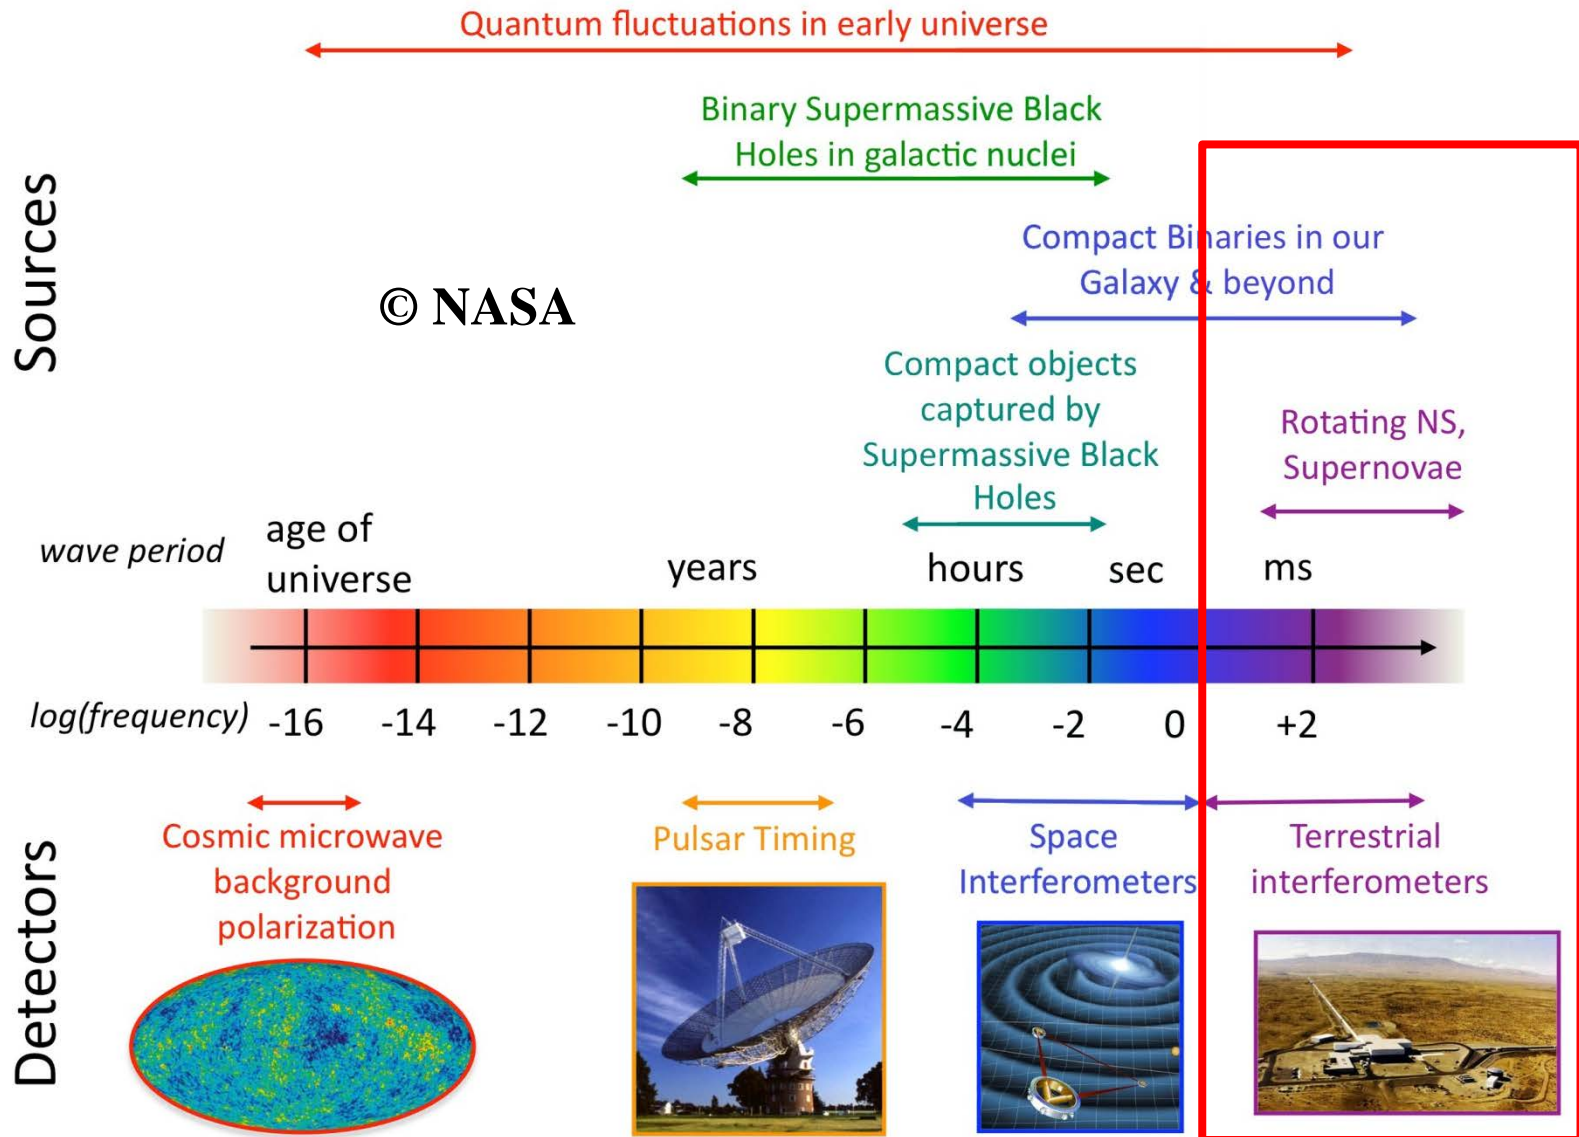 Quantum fluctuations in early universe
Binary Supermassive Black
Holes in galactic nuclei
Sources
Compact Binaries in our
Galaxy & beyond
© NASA
Compact objects
captured by
Supermassive Black
Holes
Rotating NS,
Supernovae
wave period
age of
universe
years
hours
sec
ms
log(frequency)
-16
-14
-12
-10
-8
-6
-4
-2
0
+2
Detectors
Cosmic microwave
background
polarization
Pulsar Timing
Space
Interferometers
Terrestrial
interferometers